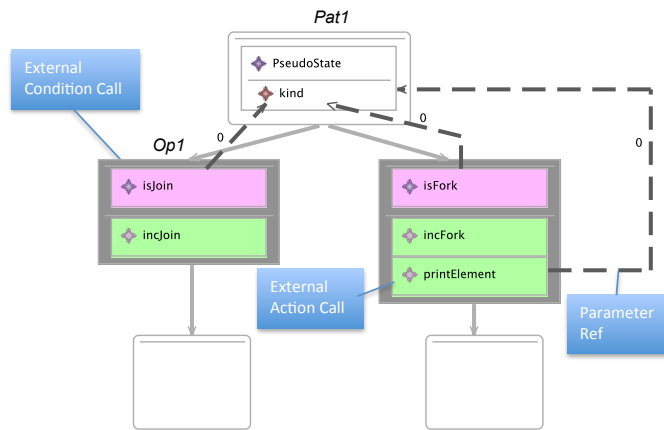 Pat1
PseudoState
kind
External
Condition Call
0
0
0
Op1
isJoin
incJoin
isFork
incFork
printElement
External
Action Call
Parameter
Ref